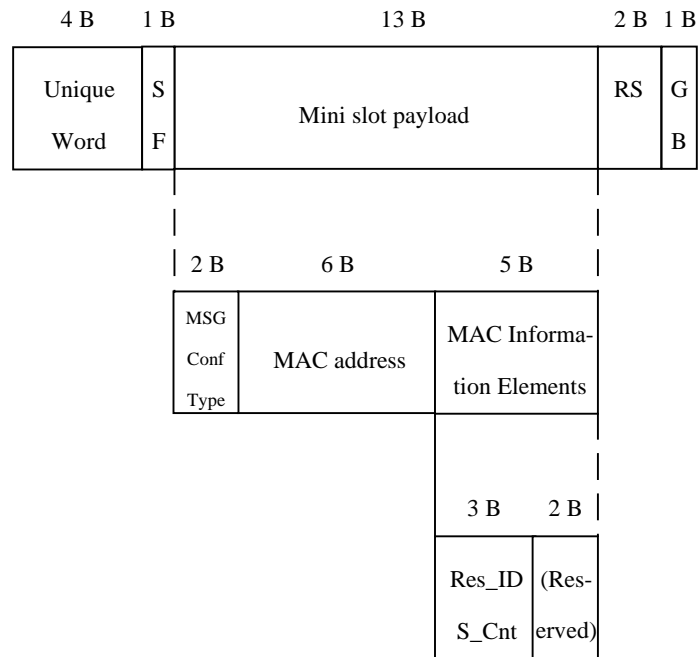 4 B 1 B 13 B 2 B 1 B
Unique
Word
S
F
Mini slot payload
RS
G
B
2 B 6 B 5 B
MSG
Conf
Type
MAC address
MAC Informa-
tion Elements
3 B 2 B
Res_ID
S_Cnt
(Res-
erved)